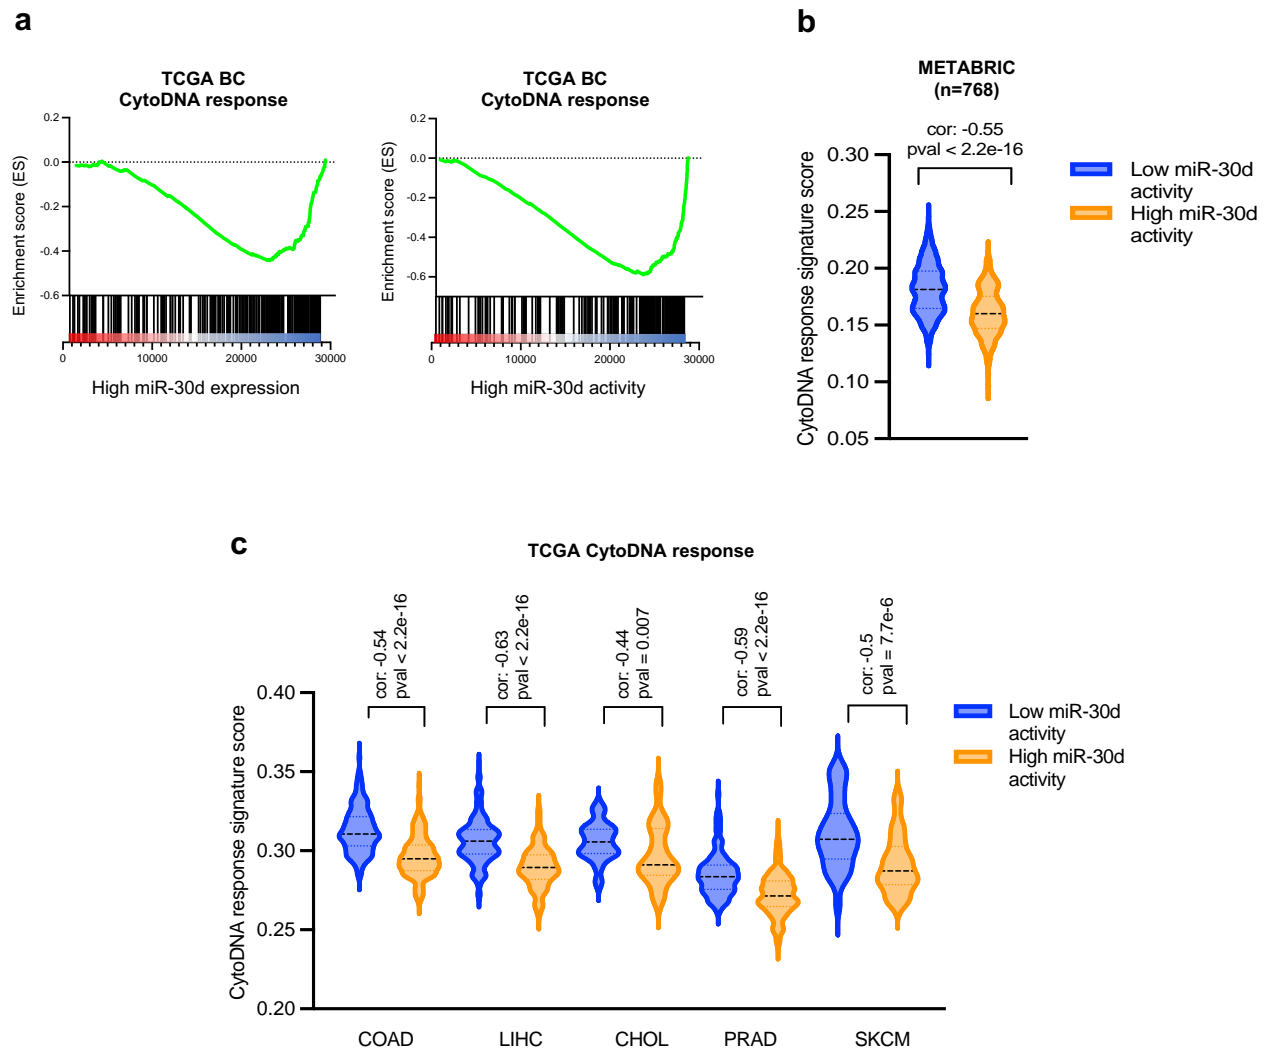 a
TCGA BC
CytoDNA response
Enrichment score (ES)
0.2
0.0
-0.2
-0.4
-0.6
0
10000
20000
30000
High miR-30d expression
TCGA BC
CytoDNA response
Enrichment score (ES)
0.2
0.0
-0.2
-0.4
-0.6
0
10000
20000
30000
High miR-30d activity
b
METABRIC
(n=768)
cor: -0.55
pval < 2.2e-16
CytoDNA response signature score
0.30
0.25
0.20
0.15
0.10
0.05
Low miR-30d
activity
High miR-30d
activity
c
TCGA CytoDNA response
cor: -0.54
pval < 2.2e-16
cor: -0.63
pval < 2.2e-16
cor: -0.44
pval = 0.007
cor: -0.59
pval < 2.2e-16
cor: -0.5
pval = 7.7e-6
CytoDNA response signature score
0.40
0.35
0.30
0.25
0.20
COAD
LIHC
CHOL
PRAD
SKCM
Low miR-30d
activity
High miR-30d
activity